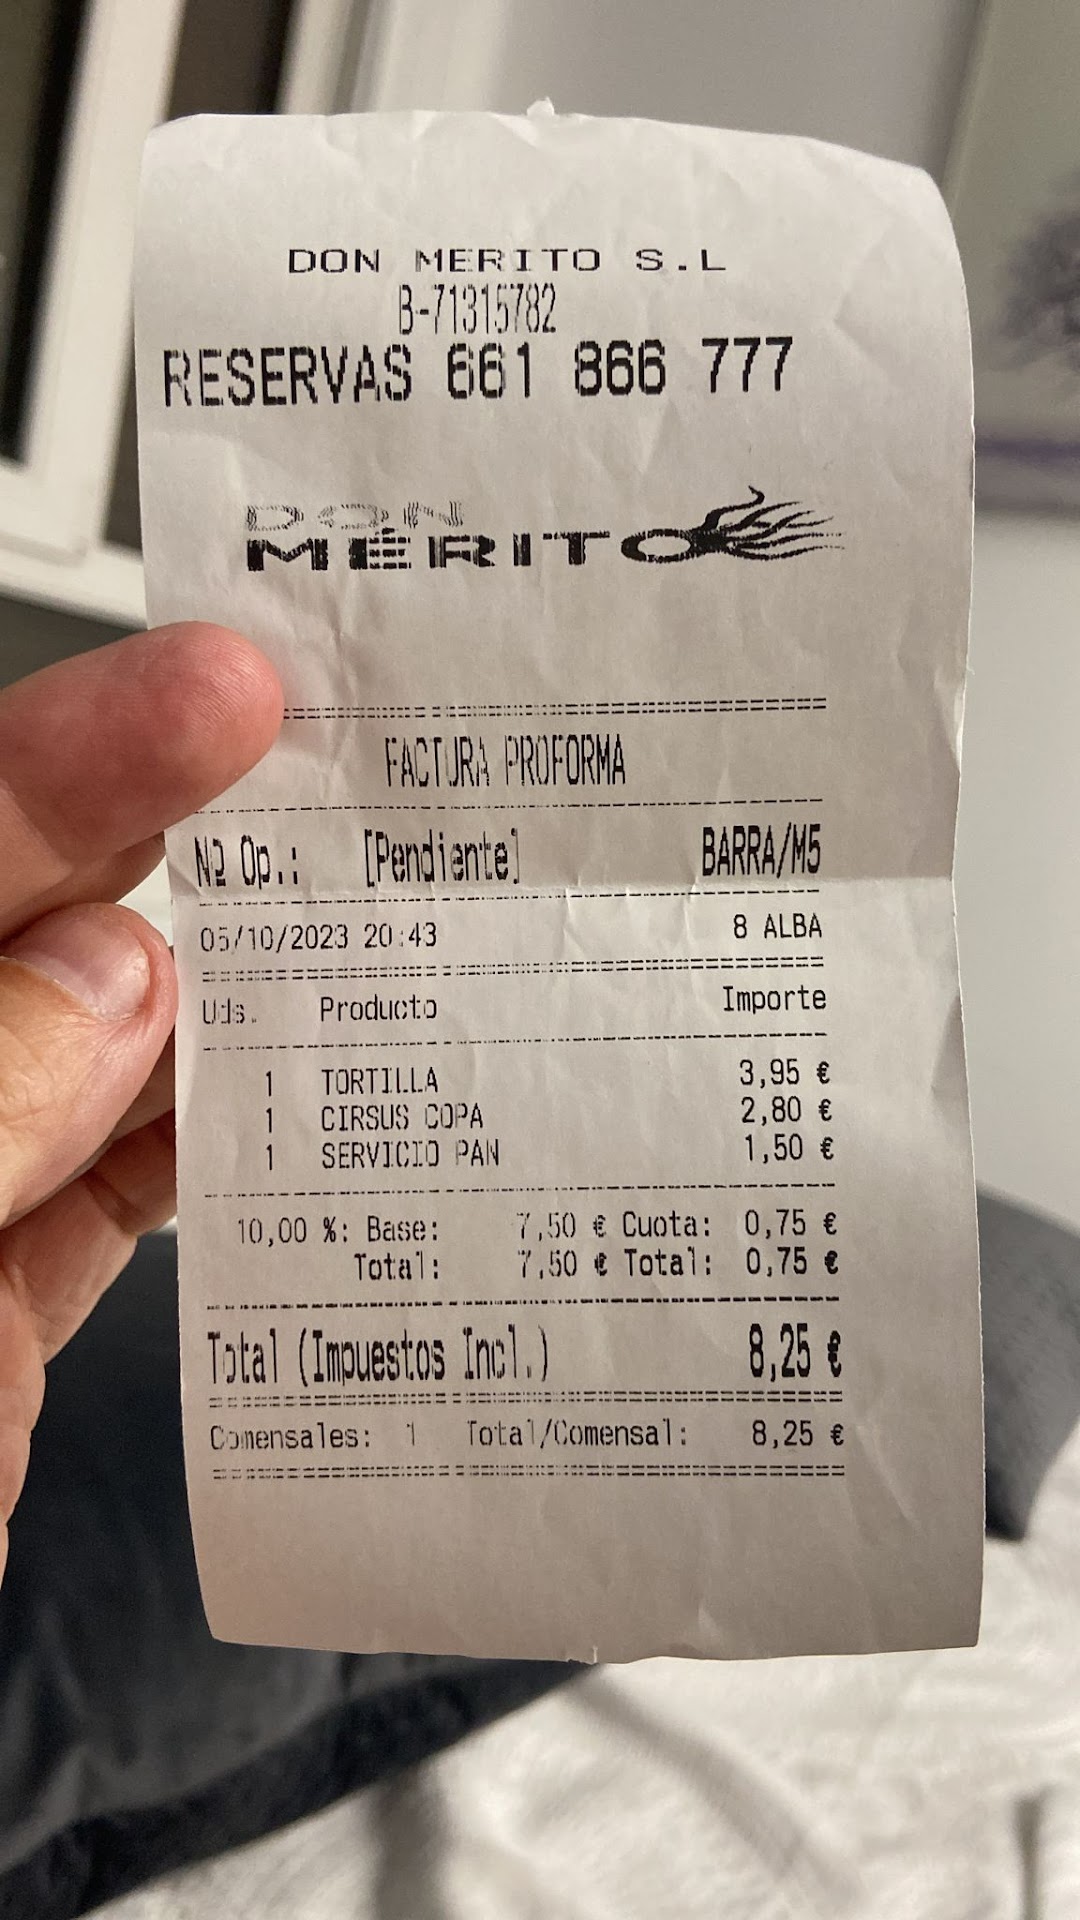 DON MERITO S.L
B-71315782
RESERVAS 661 866 777
DON
MÉRITO
FACTURA PROFORMA
Nº Op.: [Pendiente] BARRA/M5
05/10/2023 20:43 8 ALBA
Uds. Producto Importe
1 TORTILLA 3,95 €
1 CIRSUS COPA 2,80 €
1 SERVICIO PAN 1,50 €
10,00 %: Base: 7,50 € Cuota: 0,75 €
Total: 7,50 € Total: 0,75 €
Total (Impuestos Incl.) 8,25 €
Comensales: 1 Total/Comensal: 8,25 €